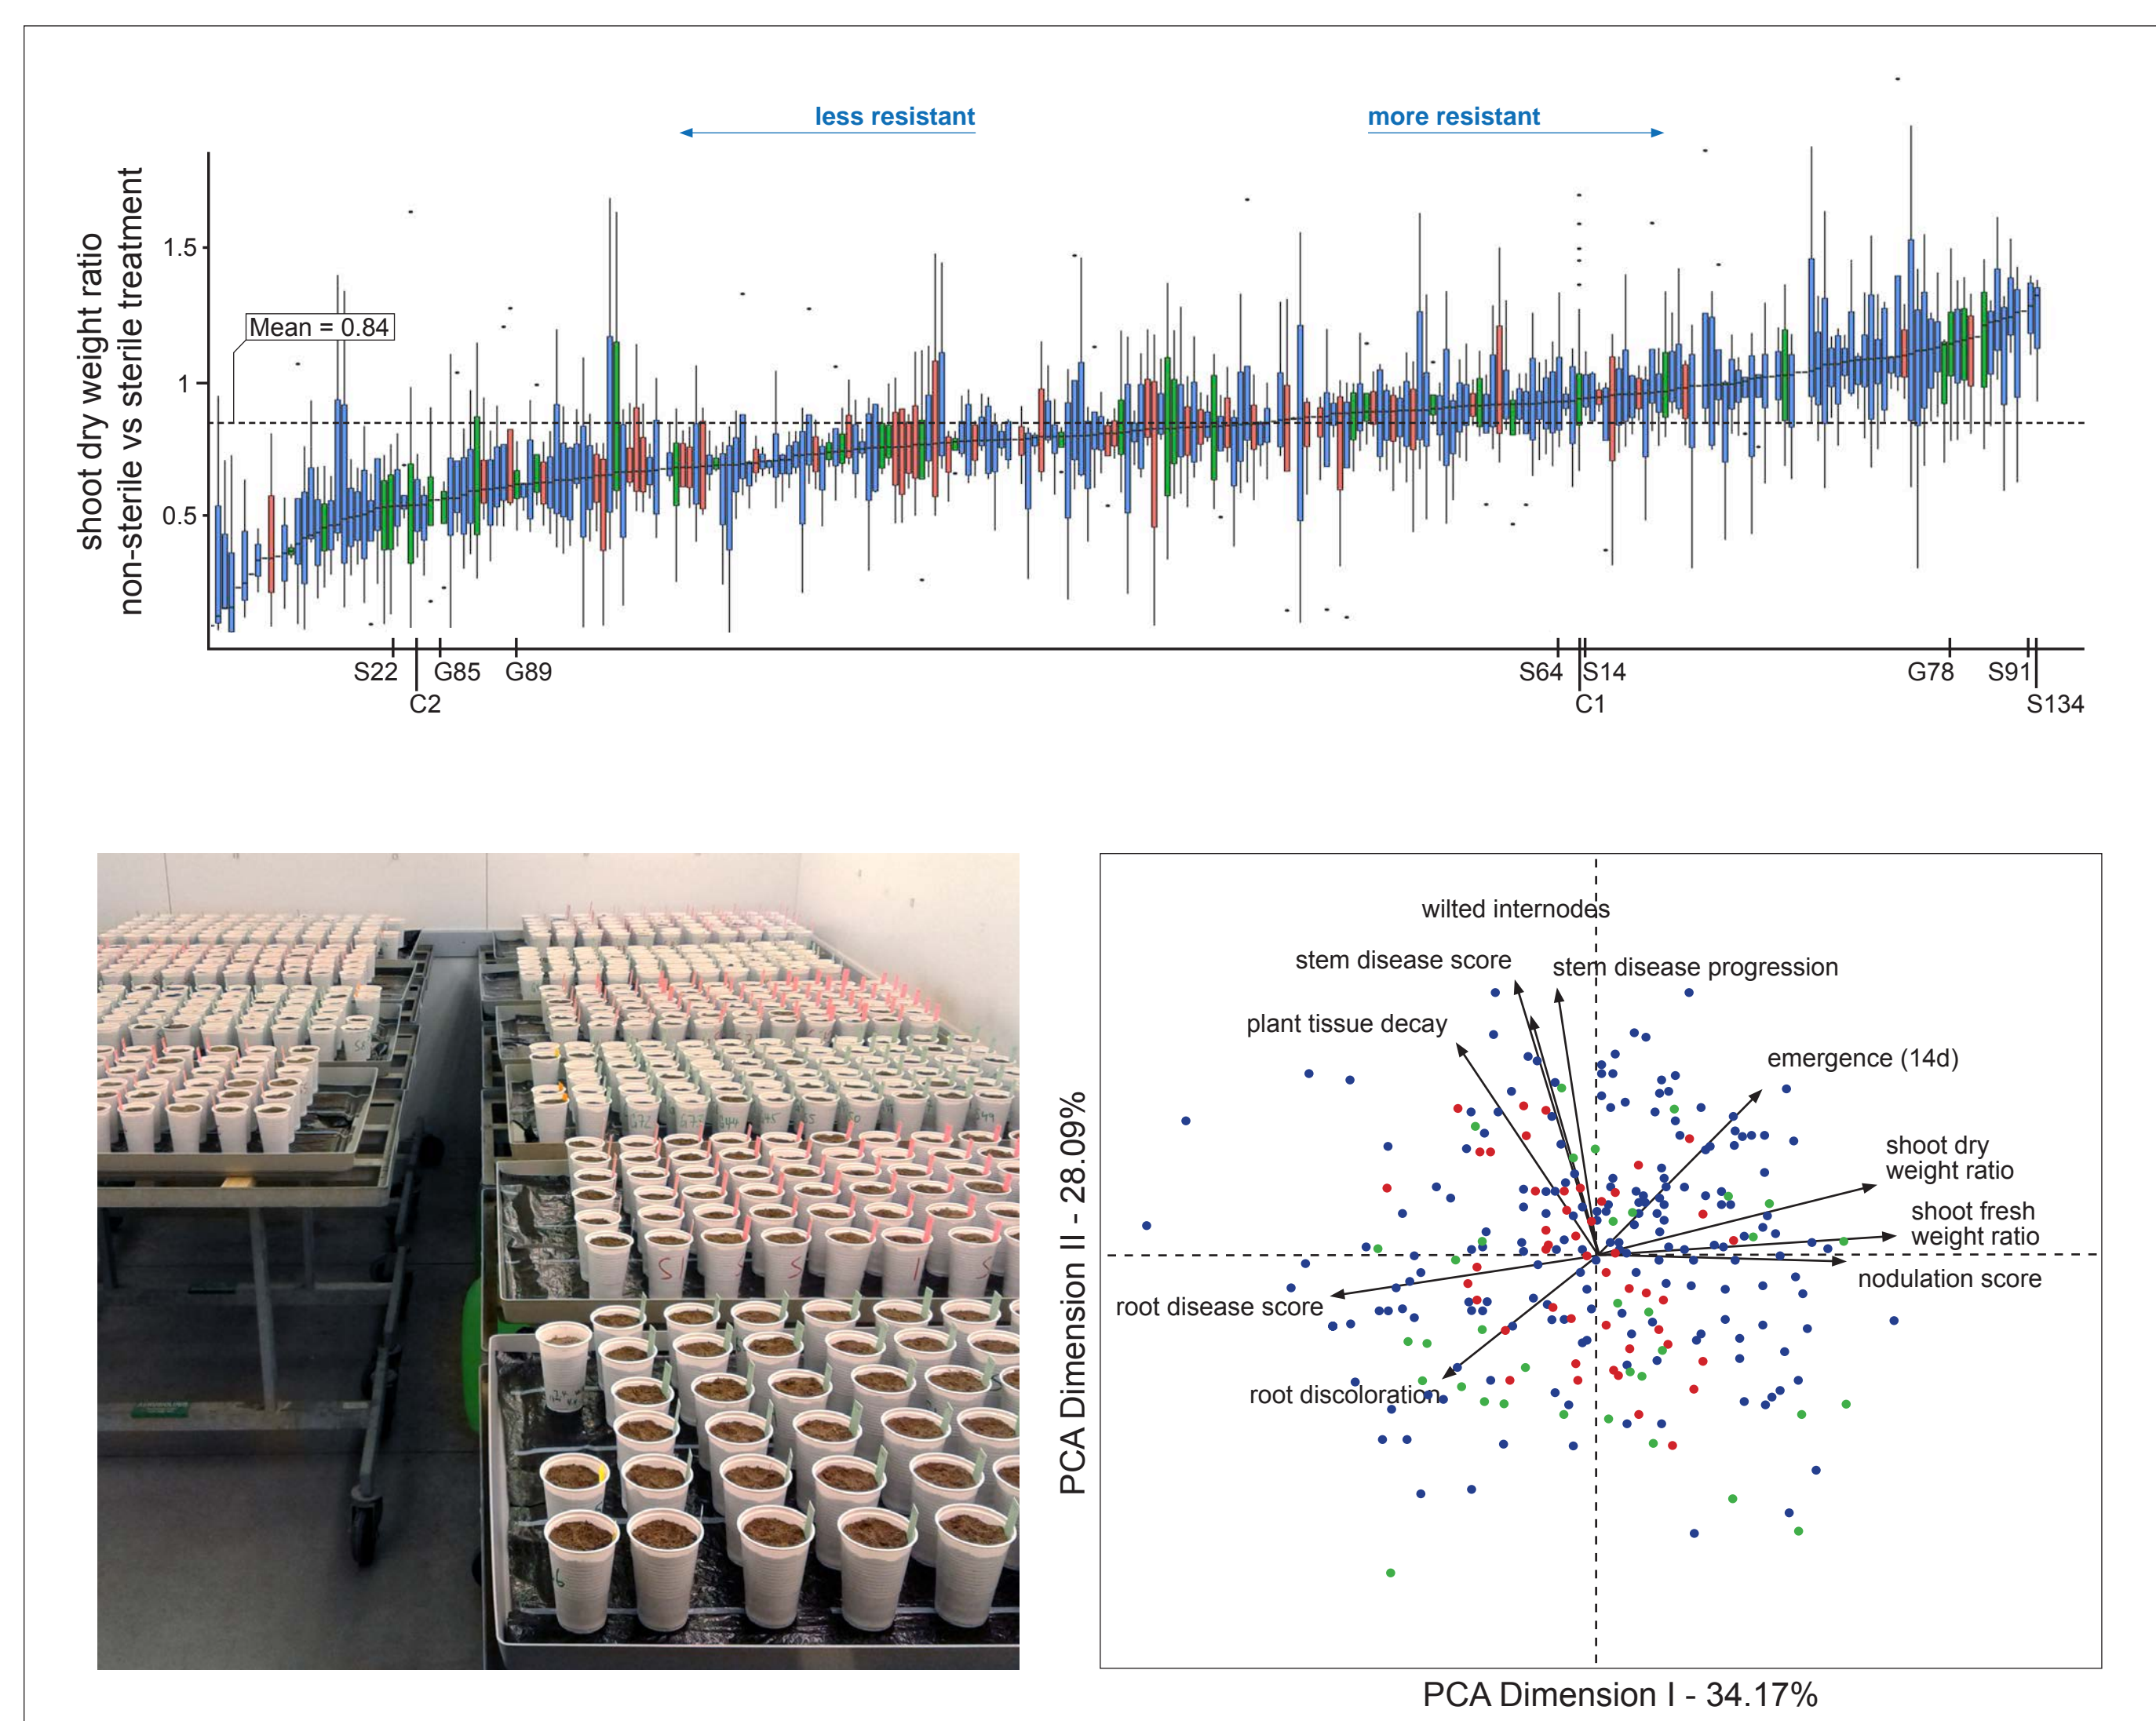 less resistant
more resistant
shoot dry weight ratio
non-sterile vs sterile treatment
1.5
1
0.5
Mean = 0.84
S22
G85
G89
S64
S14
G78
S91
C2
C1
S134
wilted internodes
stem disease score
stem disease progression
plant tissue decay
emergence (14d)
shoot dry
weight ratio
shoot fresh
weight ratio
nodulation score
root disease score
root discoloration
PCA Dimension II - 28.09%
PCA Dimension I - 34.17%